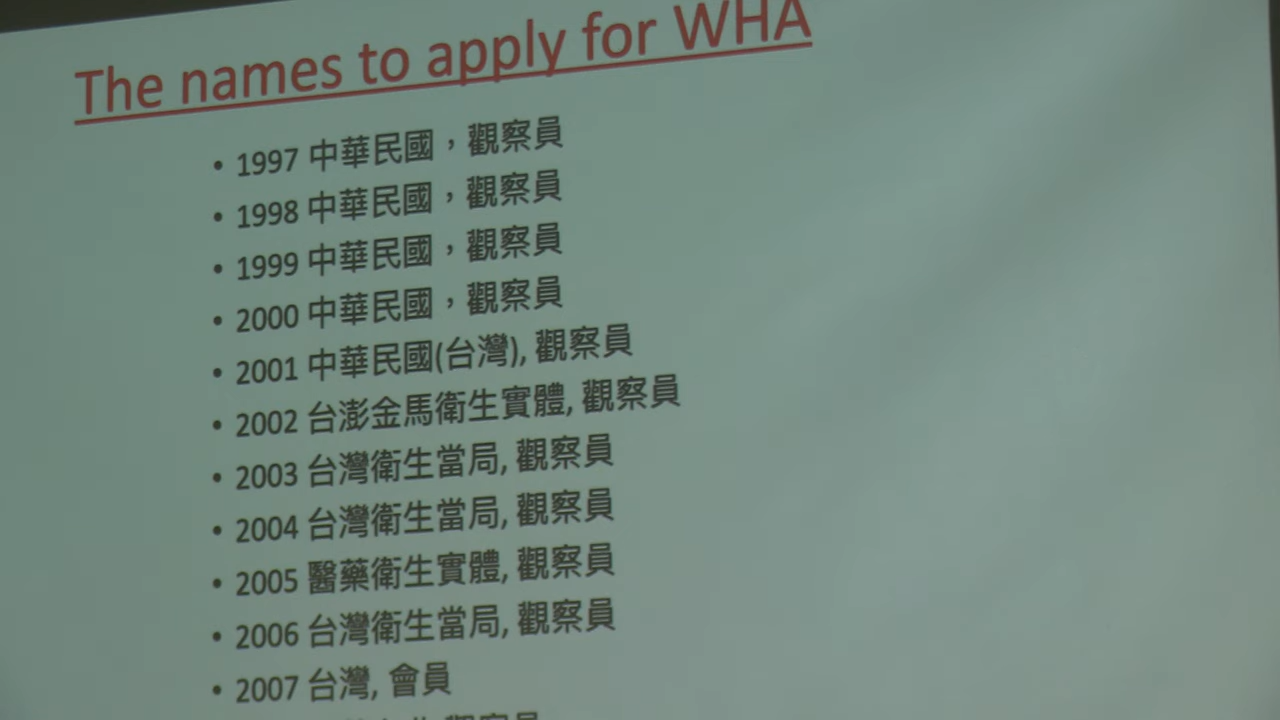 The names to apply for WHA
• 1997 中華民國，觀察員
• 1998 中華民國，觀察員
• 1999 中華民國，觀察員
• 2000 中華民國，觀察員
• 2001 中華民國(台灣), 觀察員
• 2002 台澎金馬衛生實體, 觀察員
• 2003 台灣衛生當局, 觀察員
• 2004 台灣衛生當局, 觀察員
• 2005 醫藥衛生實體, 觀察員
• 2006 台灣衛生當局, 觀察員
• 2007 台灣, 會員